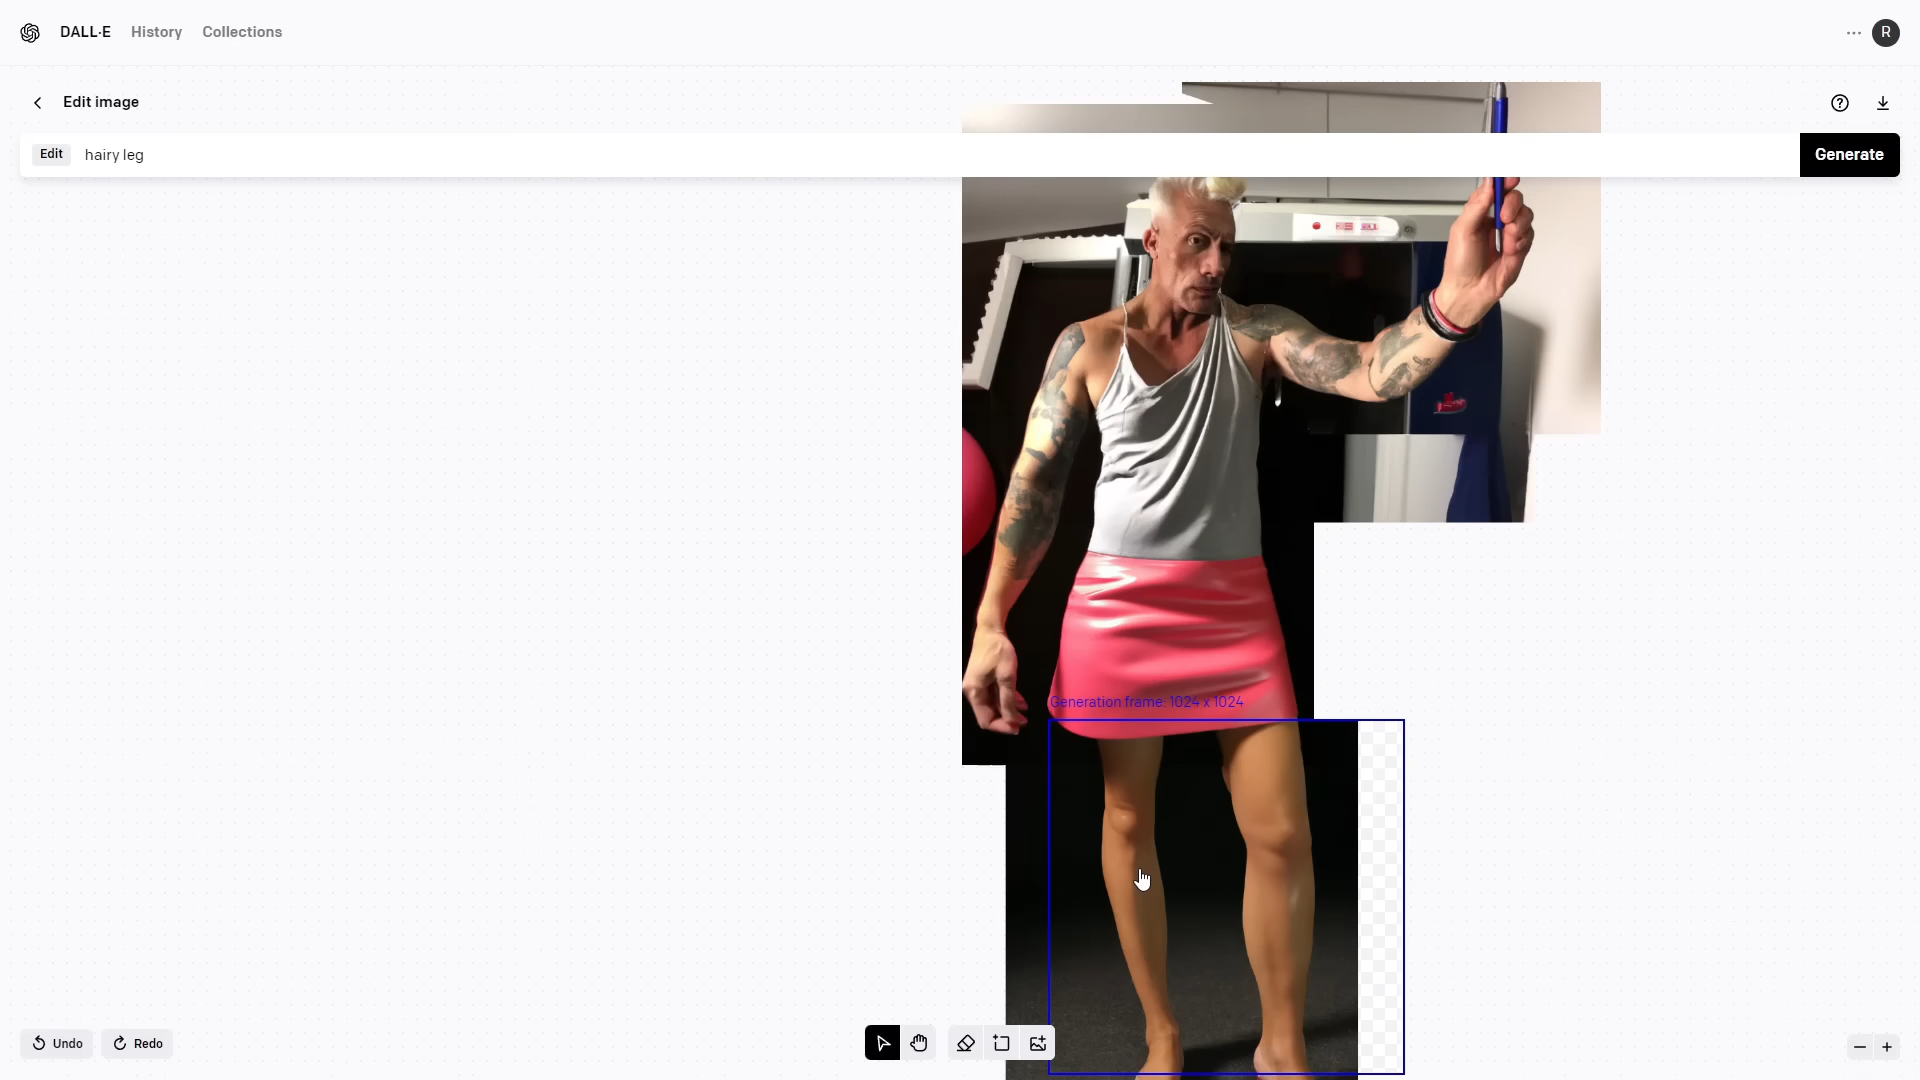 DALL·E History Collections
R
Edit image
Edit hairy leg
Generate
Generation frame: 1024 x 1024
Undo Redo